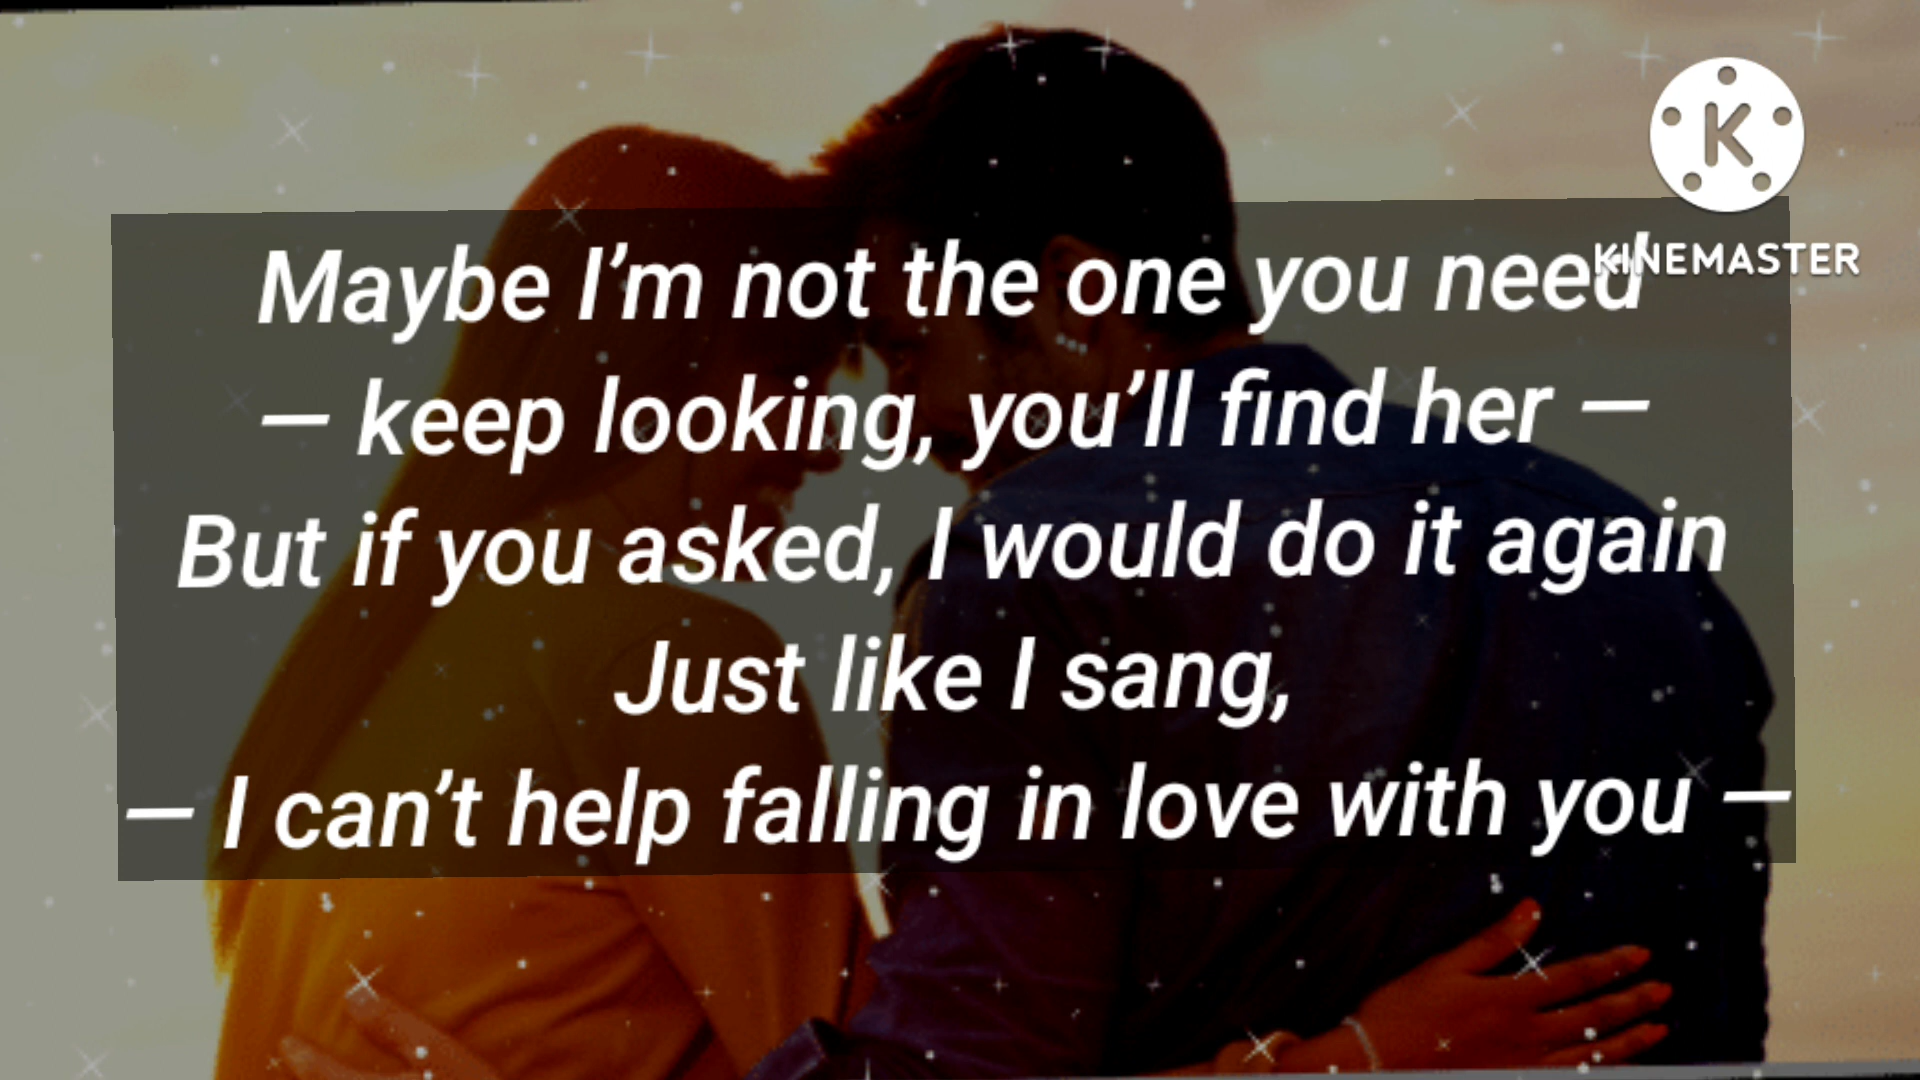 Maybe I’m not the one you need
— keep looking, you’ll find her —
But if you asked, I would do it again
Just like I sang,
— I can’t help falling in love with you —
K
KINEMASTER